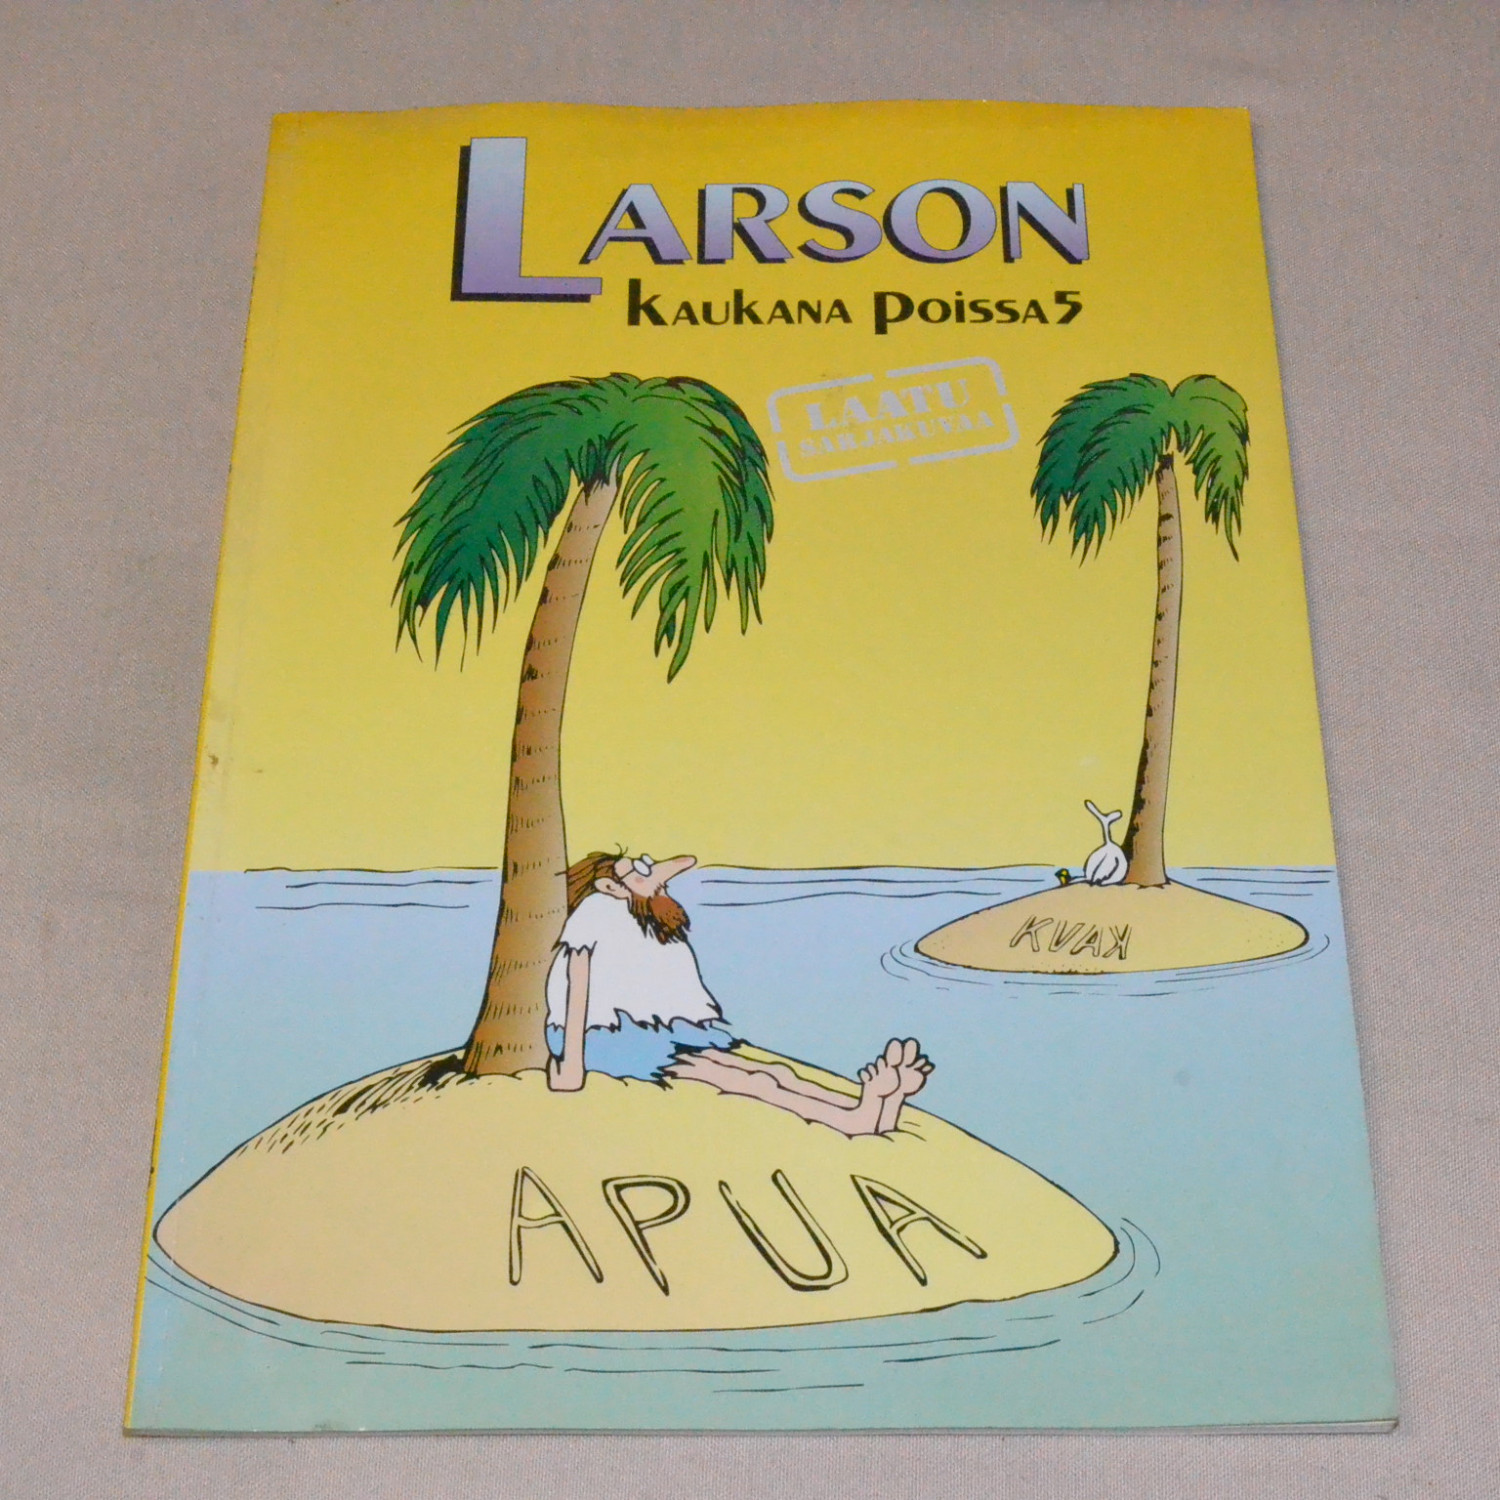 LARSON
KAUKANA POISSA 5
LAATU
SARJAKUVAA
KVAK
APUA